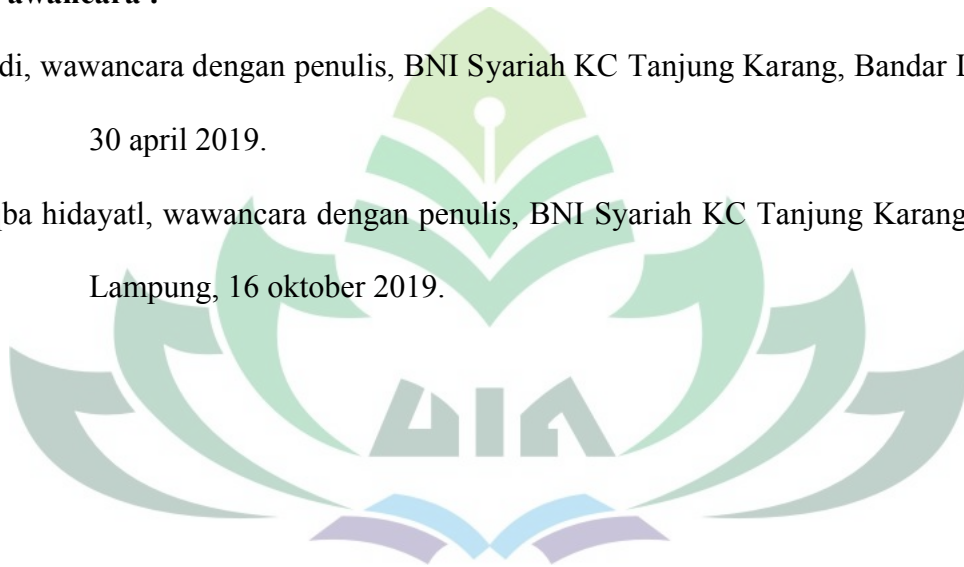 di, wawancara dengan penulis, BNI Syariah KC Tanjung Karang, Bandar
30 april 2019.
ba hidayatl, wawancara dengan penulis, BNI Syariah KC Tanjung Karang
Lampung, 16 oktober 2019.
UIN